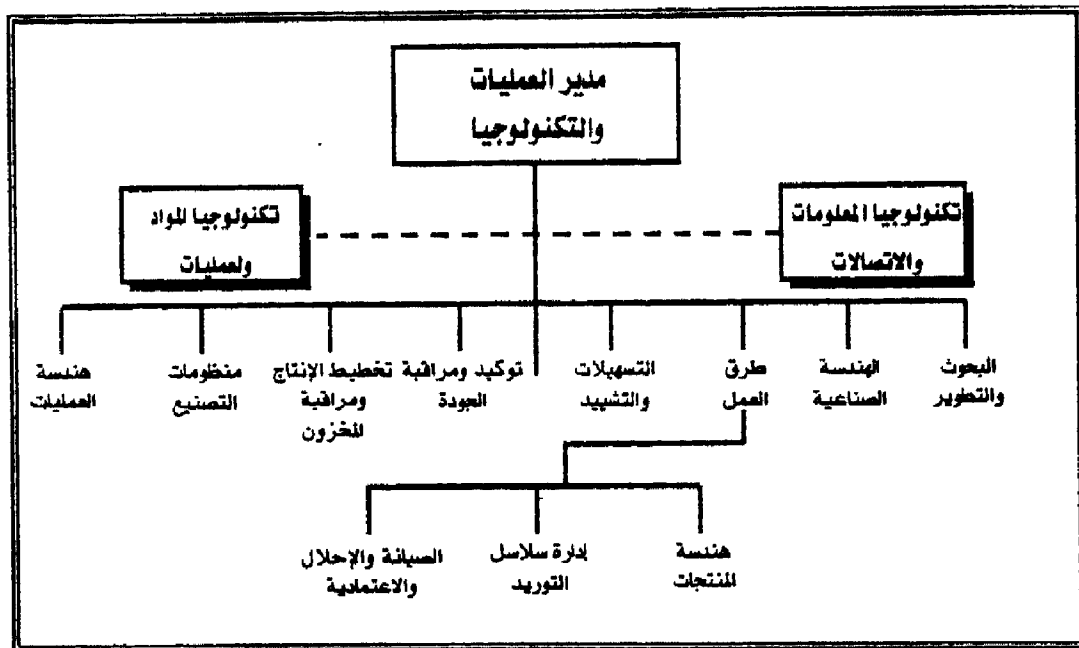 مدير العمليات
والتكنولوجيا
تكنولوجيا المعلومات
والاتصالات
تكنولوجيا المواد
ولعمليات
البحوث
والتطوير
الهندسة
الصناعية
طرق
العمل
التسهيلات
والتشييد
توكيد ومراقبة
الجودة
تخطيط الإنتاج
ومراقبة
المخزون
منظومات
التصنيع
هندسة
العمليات
هندسة
المنتجات
إدارة سلاسل
التوريد
الصيانة والإحلال
والاعتمادية